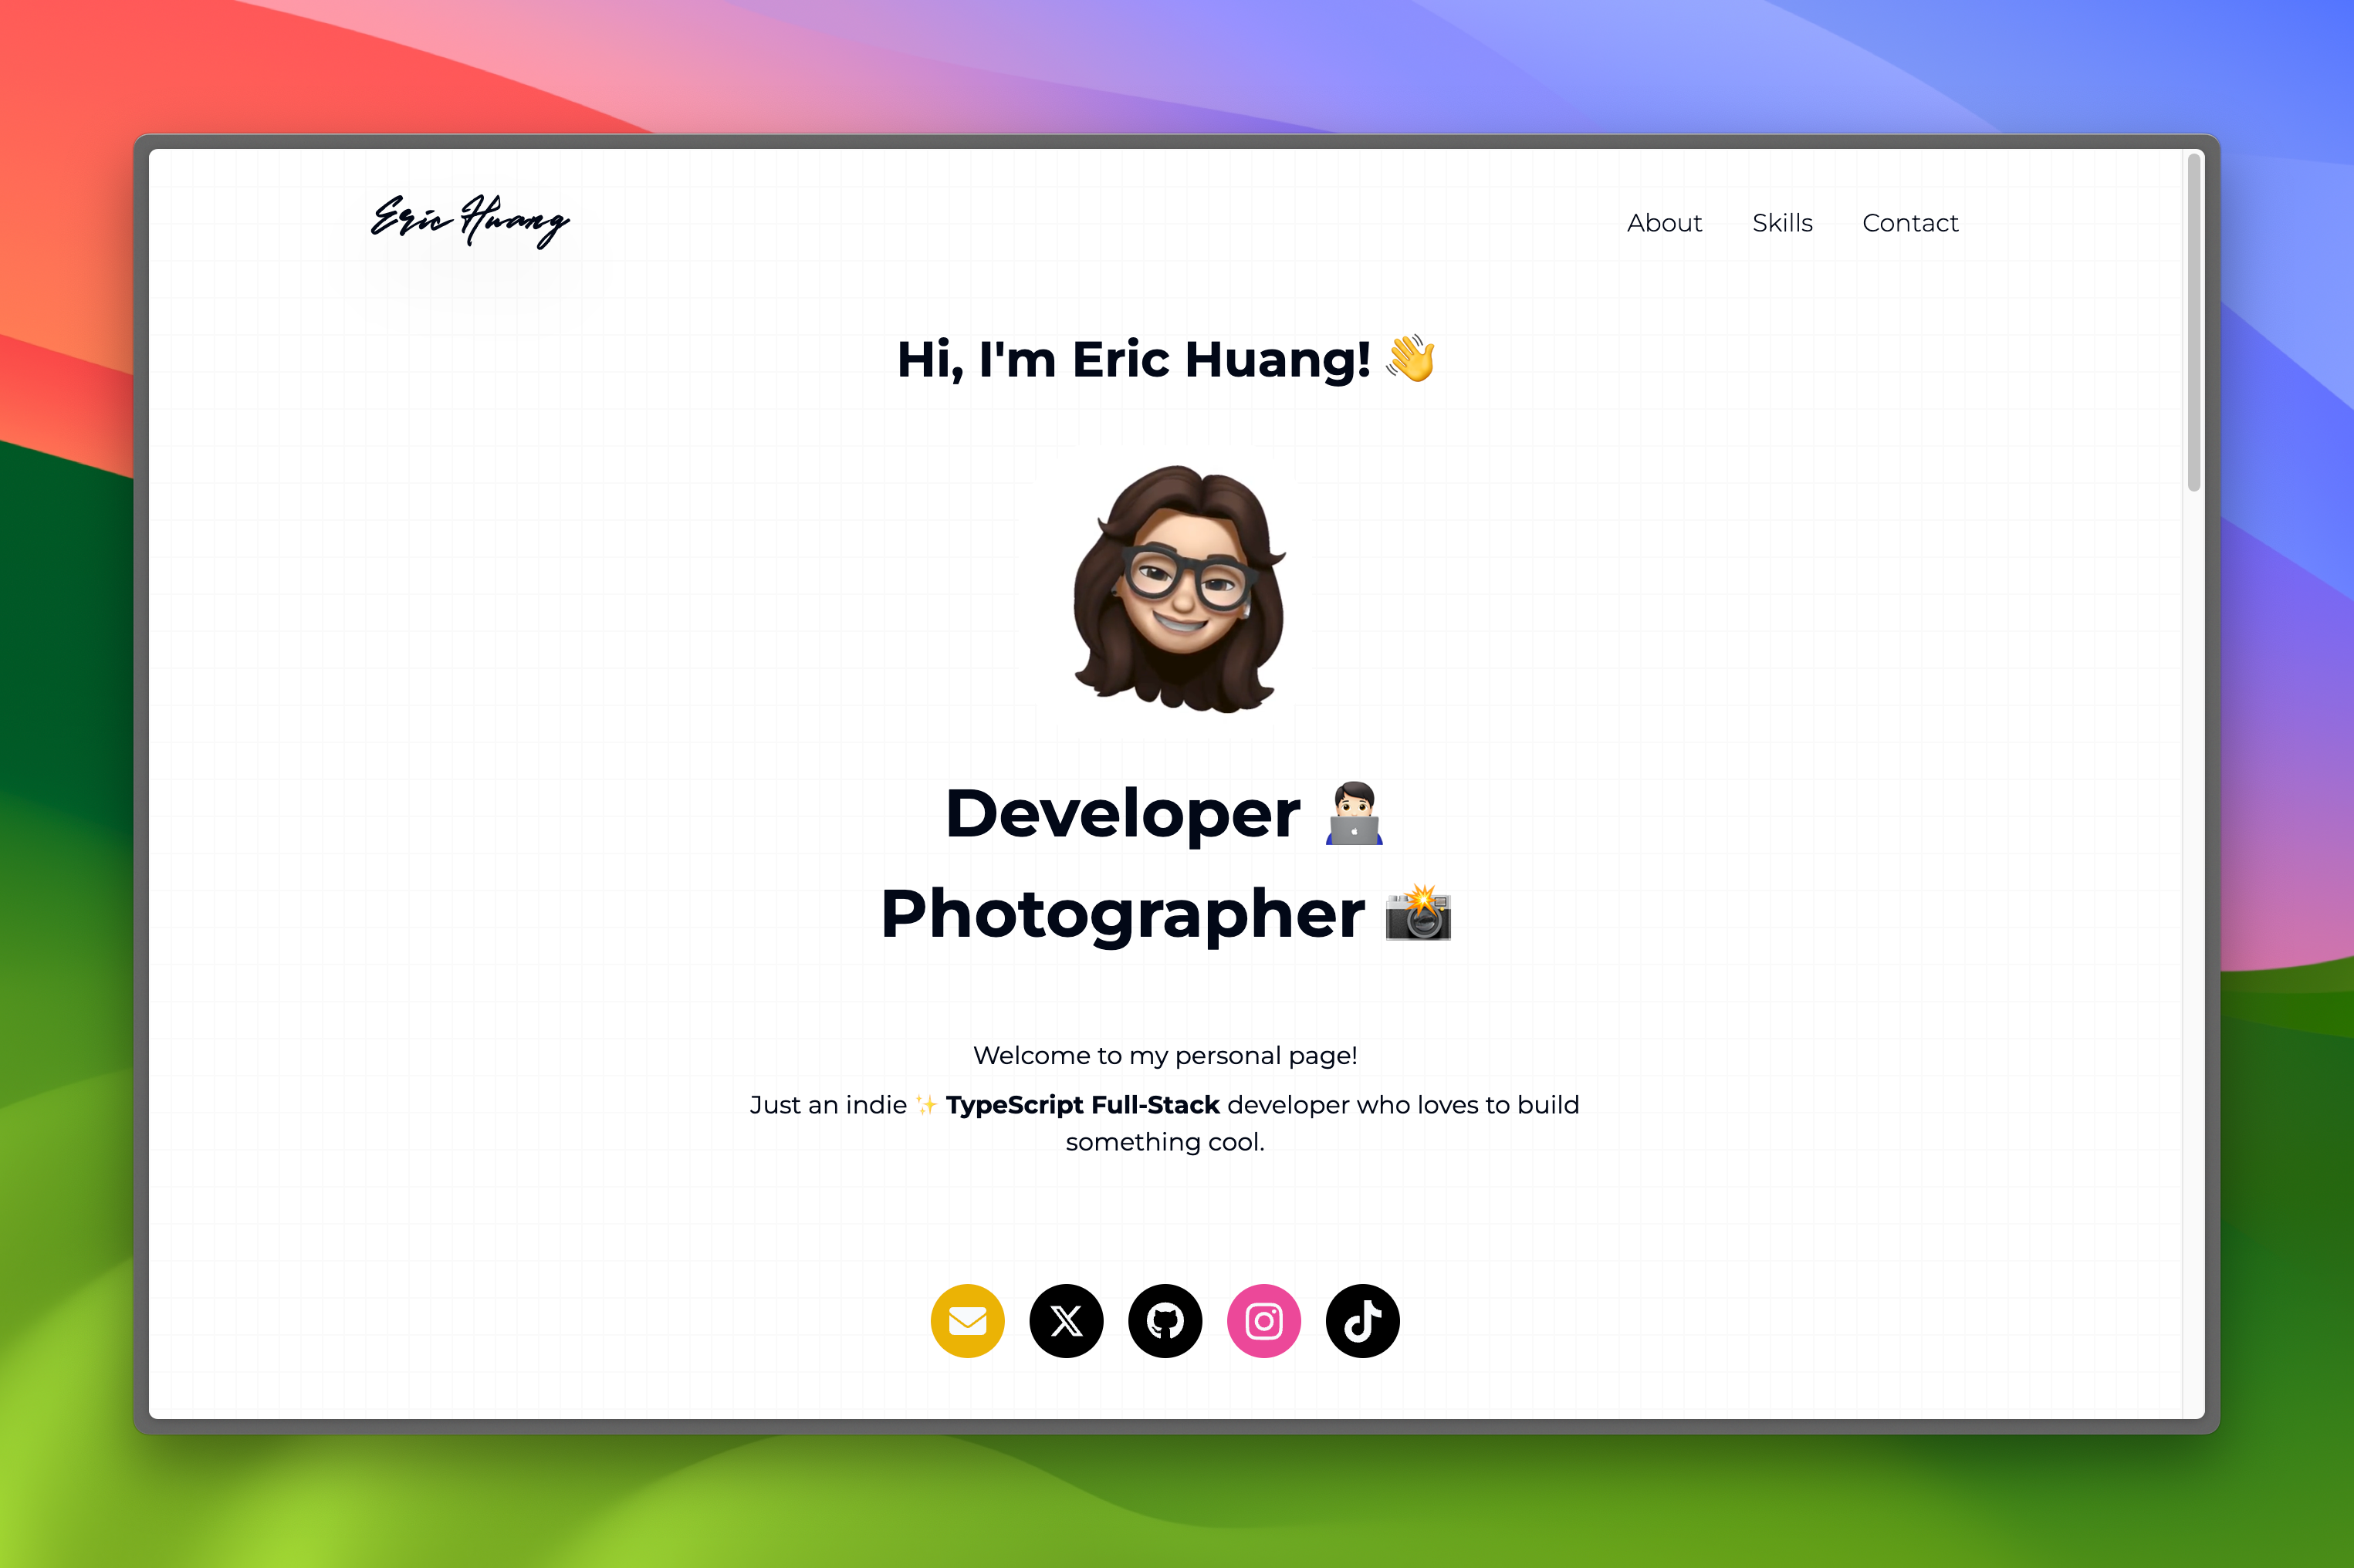 Eric Huang
About Skills Contact
Hi, I'm Eric Huang! 👋
Developer 🧑🏻‍💻
Photographer 📸
Welcome to my personal page!
Just an indie ✨ TypeScript Full-Stack developer who loves to build
something cool.